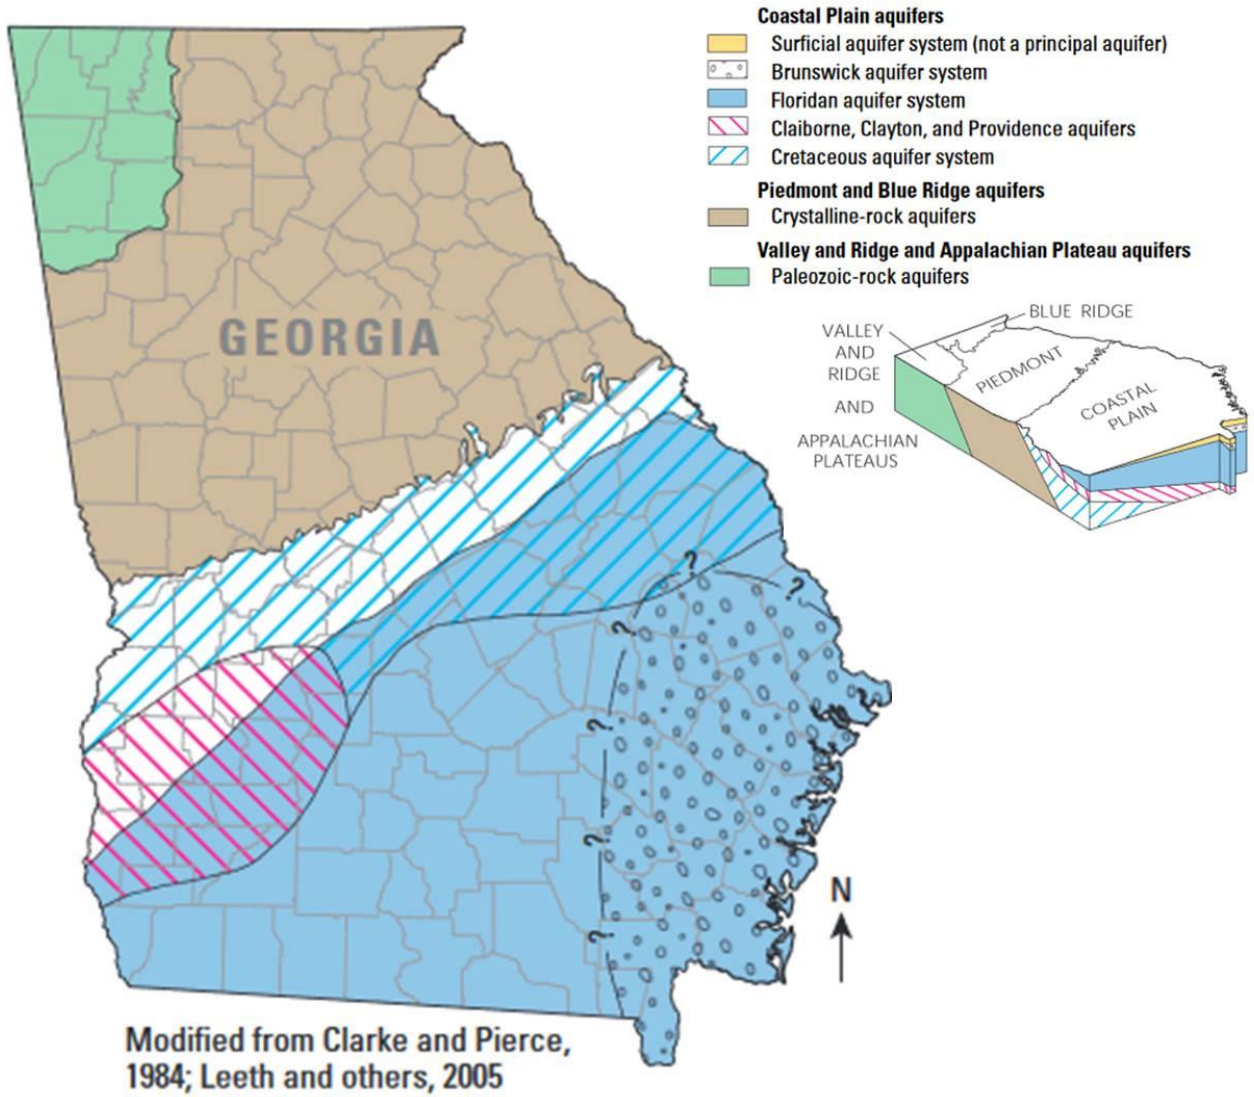 Coastal Plain aquifers
Surficial aquifer system (not a principal aquifer)
Brunswick aquifer system
Floridan aquifer system
Claiborne, Clayton, and Providence aquifers
Cretaceous aquifer system
Piedmont and Blue Ridge aquifers
Crystalline-rock aquifers
Valley and Ridge and Appalachian Plateau aquifers
Paleozoic-rock aquifers
BLUE RIDGE
VALLEY
AND
RIDGE
AND
APPALACHIAN
PLATEAUS
PIEDMONT
COASTAL
PLAIN
GEORGIA
?
?
?
?
?
?
N
Modified from Clarke and Pierce,
1984; Leeth and others, 2005